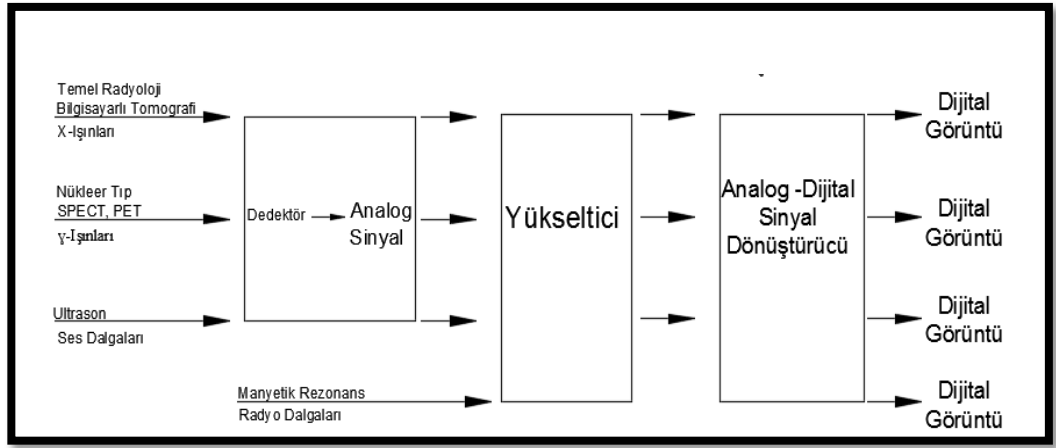 Temel Radyoloji
Bilgisayarlı Tomografi
X-Işınları
Nükleer Tıp
SPECT, PET
γ-Işınları
Ultrason
Ses Dalgaları
Manyetik Rezonans
Radyo Dalgaları
Dedektör
Analog
Sinyal
Yükseltici
Analog -Dijital
Sinyal
Dönüştürücü
Dijital
Görüntü
Dijital
Görüntü
Dijital
Görüntü
Dijital
Görüntü